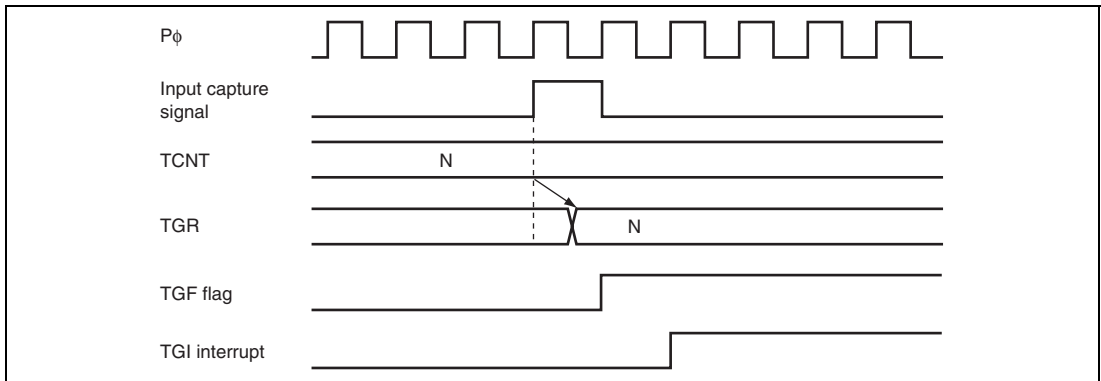 Pϕ
Input capture
signal
TCNT
N
TGR
N
TGF flag
TGI interrupt